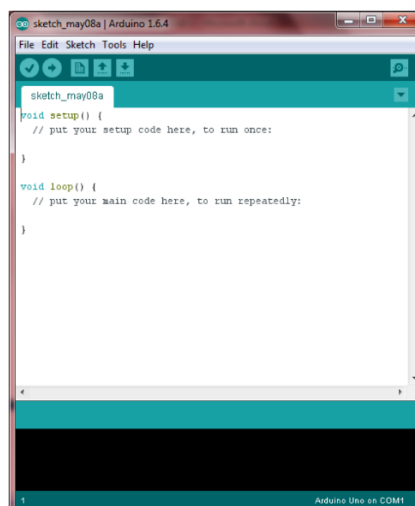 sketch_may08a | Arduino 1.6.4
File Edit Sketch Tools Help
sketch_may08a
void setup() {
// put your setup code here, to run once:
}
void loop() {
// put your main code here, to run repeatedly:
}
1
Arduino Uno on COM1